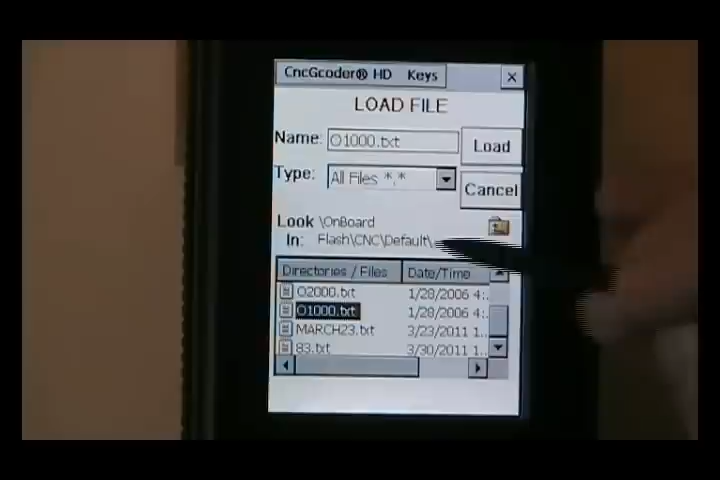 CncGcoder® HD Keys
LOAD FILE
Name: O1000.txt
Load
Type: All Files *.*
Cancel
Look \OnBoard
In: Flash\CNC\Default\
Directories / Files Date/Time
O2000.txt 1/28/2006 4:..
O1000.txt 1/28/2006 4:..
MARCH23.txt 3/23/2011 1...
83.txt 3/30/2011 1...